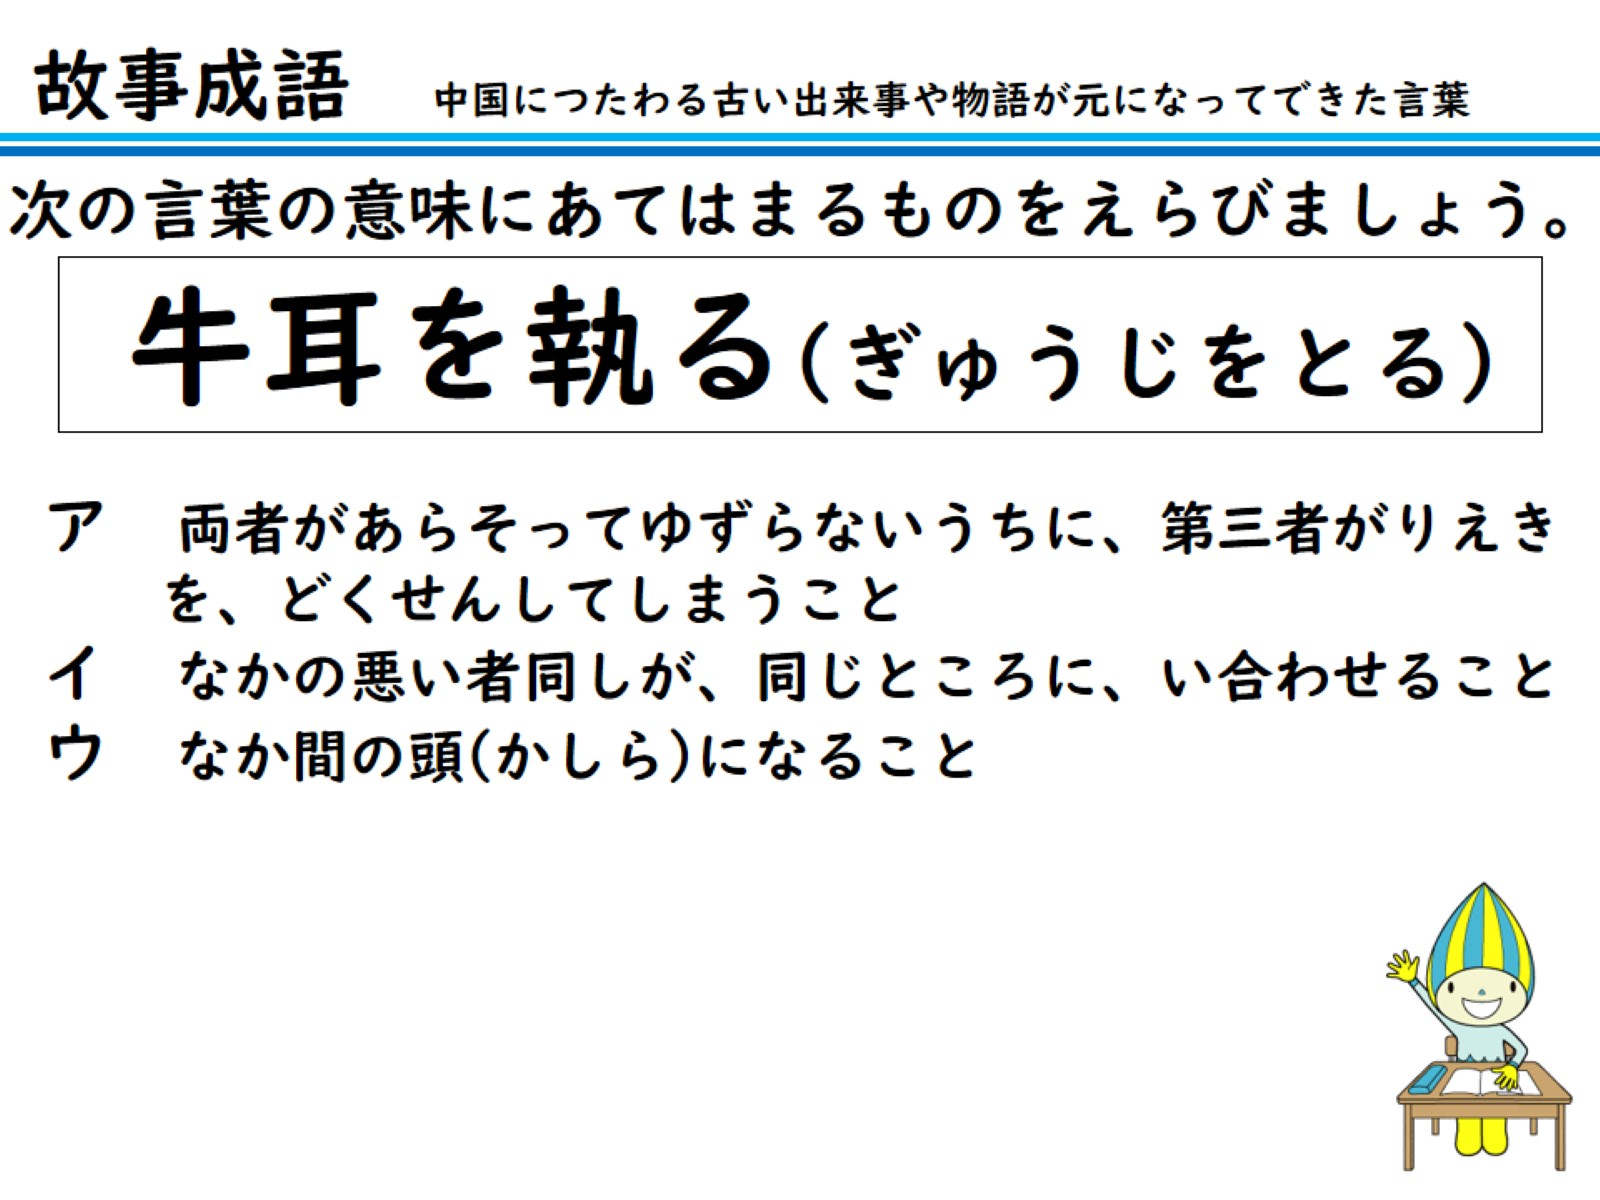 故事成語　中国につたわる古い出来事や物語が元になってできた言葉
次の言葉の意味にあてはまるものをえらびましょう。
牛耳を執る(ぎゅうじをとる)
ア　両者があらそってゆずらないうちに、第三者がりえき
を、どくせんしてしまうこと
イ　なかの悪い者同しが、同じところに、い合わせること
ウ　なか間の頭(かしら)になること